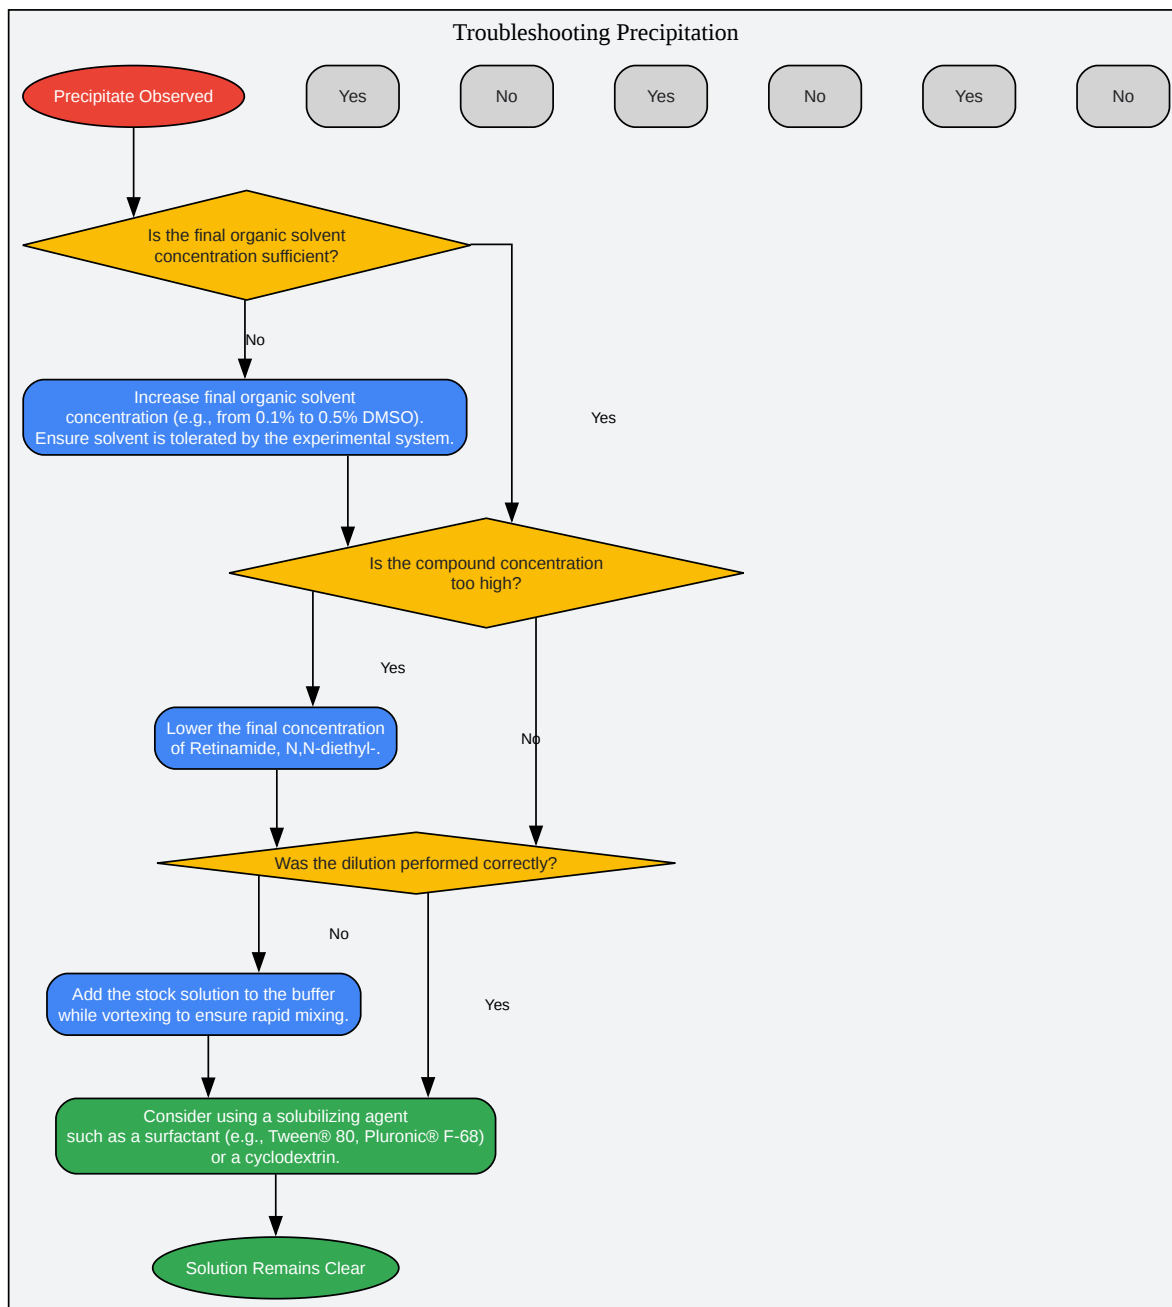 Troubleshooting Precipitation
Precipitate Observed
Yes
No
Yes
No
Yes
No
Is the final organic solvent
concentration sufficient?
No
Increase final organic solvent
concentration (e.g., from 0.1% to 0.5% DMSO).
Ensure solvent is tolerated by the experimental system.
Yes
Is the compound concentration
too high?
Yes
Lower the final concentration
of Retinamide, N,N-diethyl-.
No
Was the dilution performed correctly?
No
Add the stock solution to the buffer
while vortexing to ensure rapid mixing.
Yes
Consider using a solubilizing agent
such as a surfactant (e.g., Tween® 80, Pluronic® F-68)
or a cyclodextrin.
Solution Remains Clear